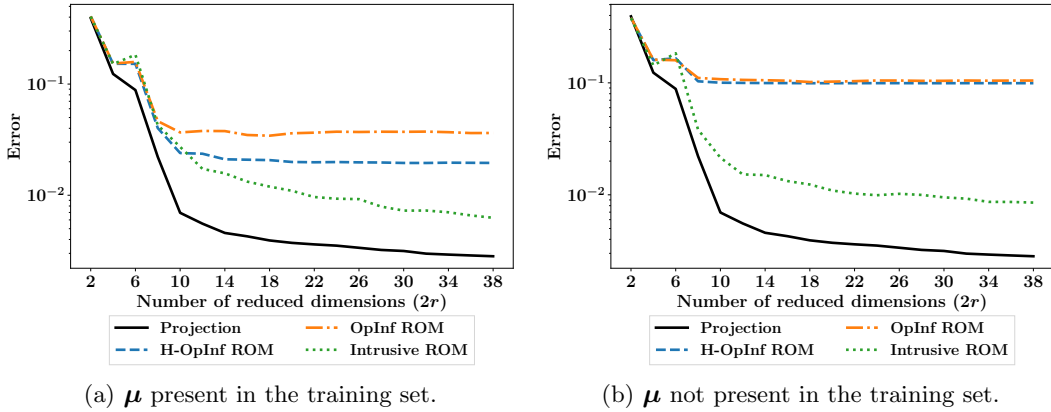 Error
10⁻¹
10⁻²
2 6 10 14 18 22 26 30 34 38
Number of reduced dimensions (2r)
Projection
H-OpInf ROM
OpInf ROM
Intrusive ROM
(a) μ present in the training set.
Error
10⁻¹
10⁻²
2 6 10 14 18 22 26 30 34 38
Number of reduced dimensions (2r)
Projection
H-OpInf ROM
OpInf ROM
Intrusive ROM
(b) μ not present in the training set.